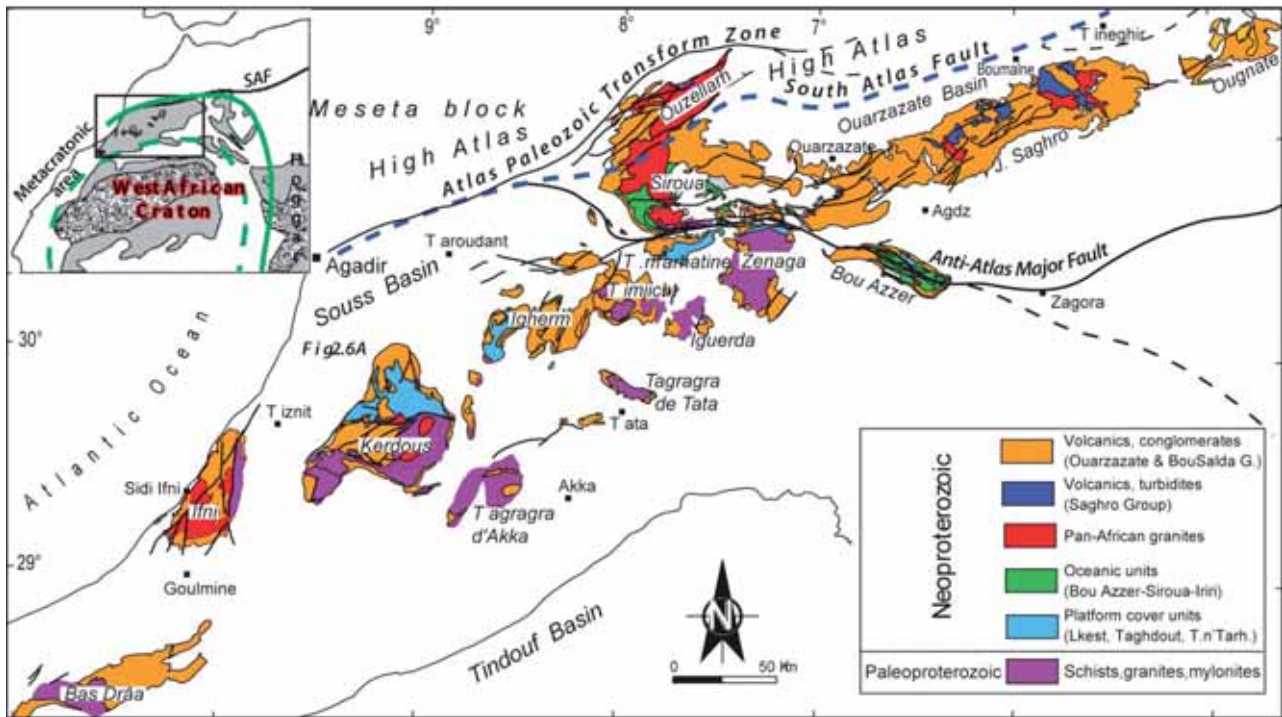 9°
8°
7°
SAF
Metacratonic
area
West African
Craton
Hoggar
Meseta block
High Atlas
Atlas Paleozoic Transform Zone
High Atlas
South Atlas Fault
Ouzellarh
Ouarzazate Basin
Boumalne
T ineghir
Ougnate
Ouarzazate
J. Saghro
Siroua
Agdz
Agadir
T aroudant
Souss Basin
T .nTamatine
Zenaga
Bou Azzer
Anti-Atlas Major Fault
Zagora
T imjicht
Igherm
Iguerda
30°
Fig2.6A
Atlantic Ocean
Tagragra
de Tata
T ata
T iznit
Kerdous
Sidi Ifni
Ifni
Akka
T agragra
d'Akka
29°
Goulmine
Tindouf Basin
Bas Drâa
N
0 50 Km
Neoproterozoic
Volcanics, conglomerates
(Ouarzazate & BouSalda G.)
Volcanics, turbidites
(Saghro Group)
Pan-African granites
Oceanic units
(Bou Azzer-Siroua-Iriri)
Platform cover units
(Lkest, Taghdout, T.n'Tarh.)
Paleoproterozoic
Schists,granites,mylonites